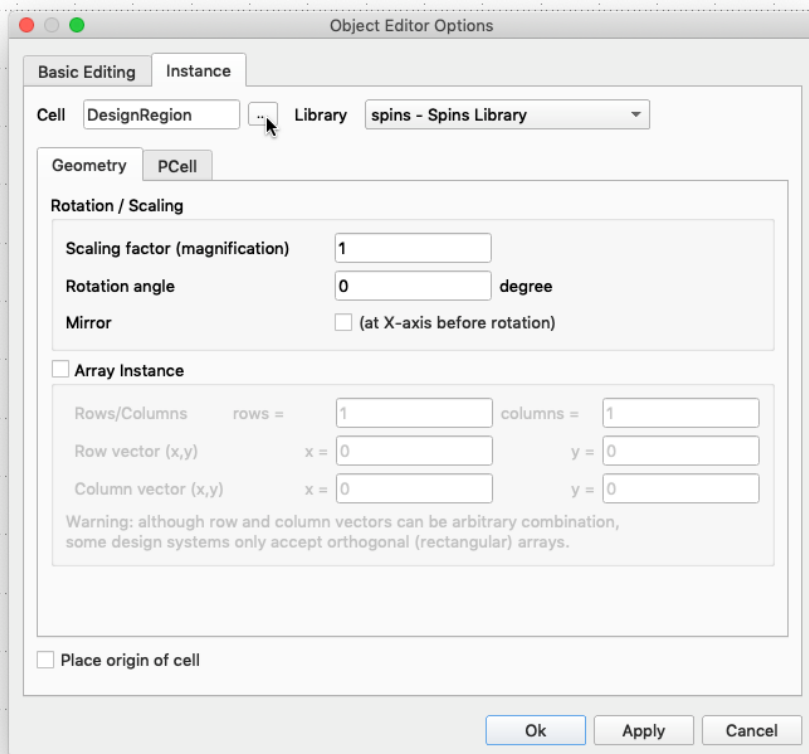 Object Editor Options
Basic Editing Instance
Cell DesignRegion .. Library spins - Spins Library
Geometry PCell
Rotation / Scaling
Scaling factor (magnification) 1
Rotation angle 0 degree
Mirror (at X-axis before rotation)
Array Instance
Rows/Columns rows = 1 columns = 1
Row vector (x,y) x = 0 y = 0
Column vector (x,y) x = 0 y = 0
Warning: although row and column vectors can be arbitrary combination,
some design systems only accept orthogonal (rectangular) arrays.
Place origin of cell
Ok Apply Cancel